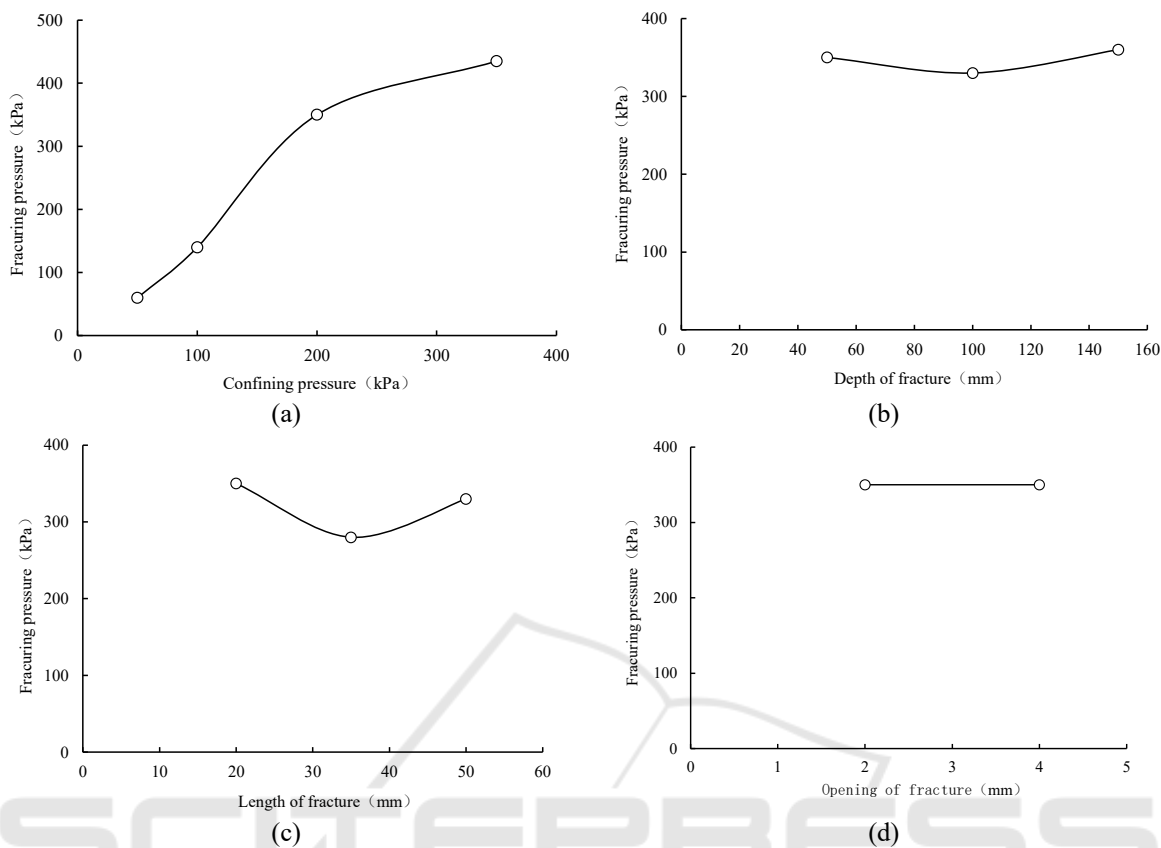 500
400
300
200
100
0
0 100 200 300 400
Fracuring pressure（kPa）
Confining pressure（kPa）
(a)
400
300
200
100
0
0 20 40 60 80 100 120 140 160
Fracuring pressure（kPa）
Depth of fracture（mm）
(b)
400
300
200
100
0
0 10 20 30 40 50 60
Fracuring pressure（kPa）
Length of fracture（mm）
(c)
400
300
200
100
0
0 1 2 3 4 5
Fracuring pressure（kPa）
Opening of fracture（mm）
(d)
SCITEPRESS